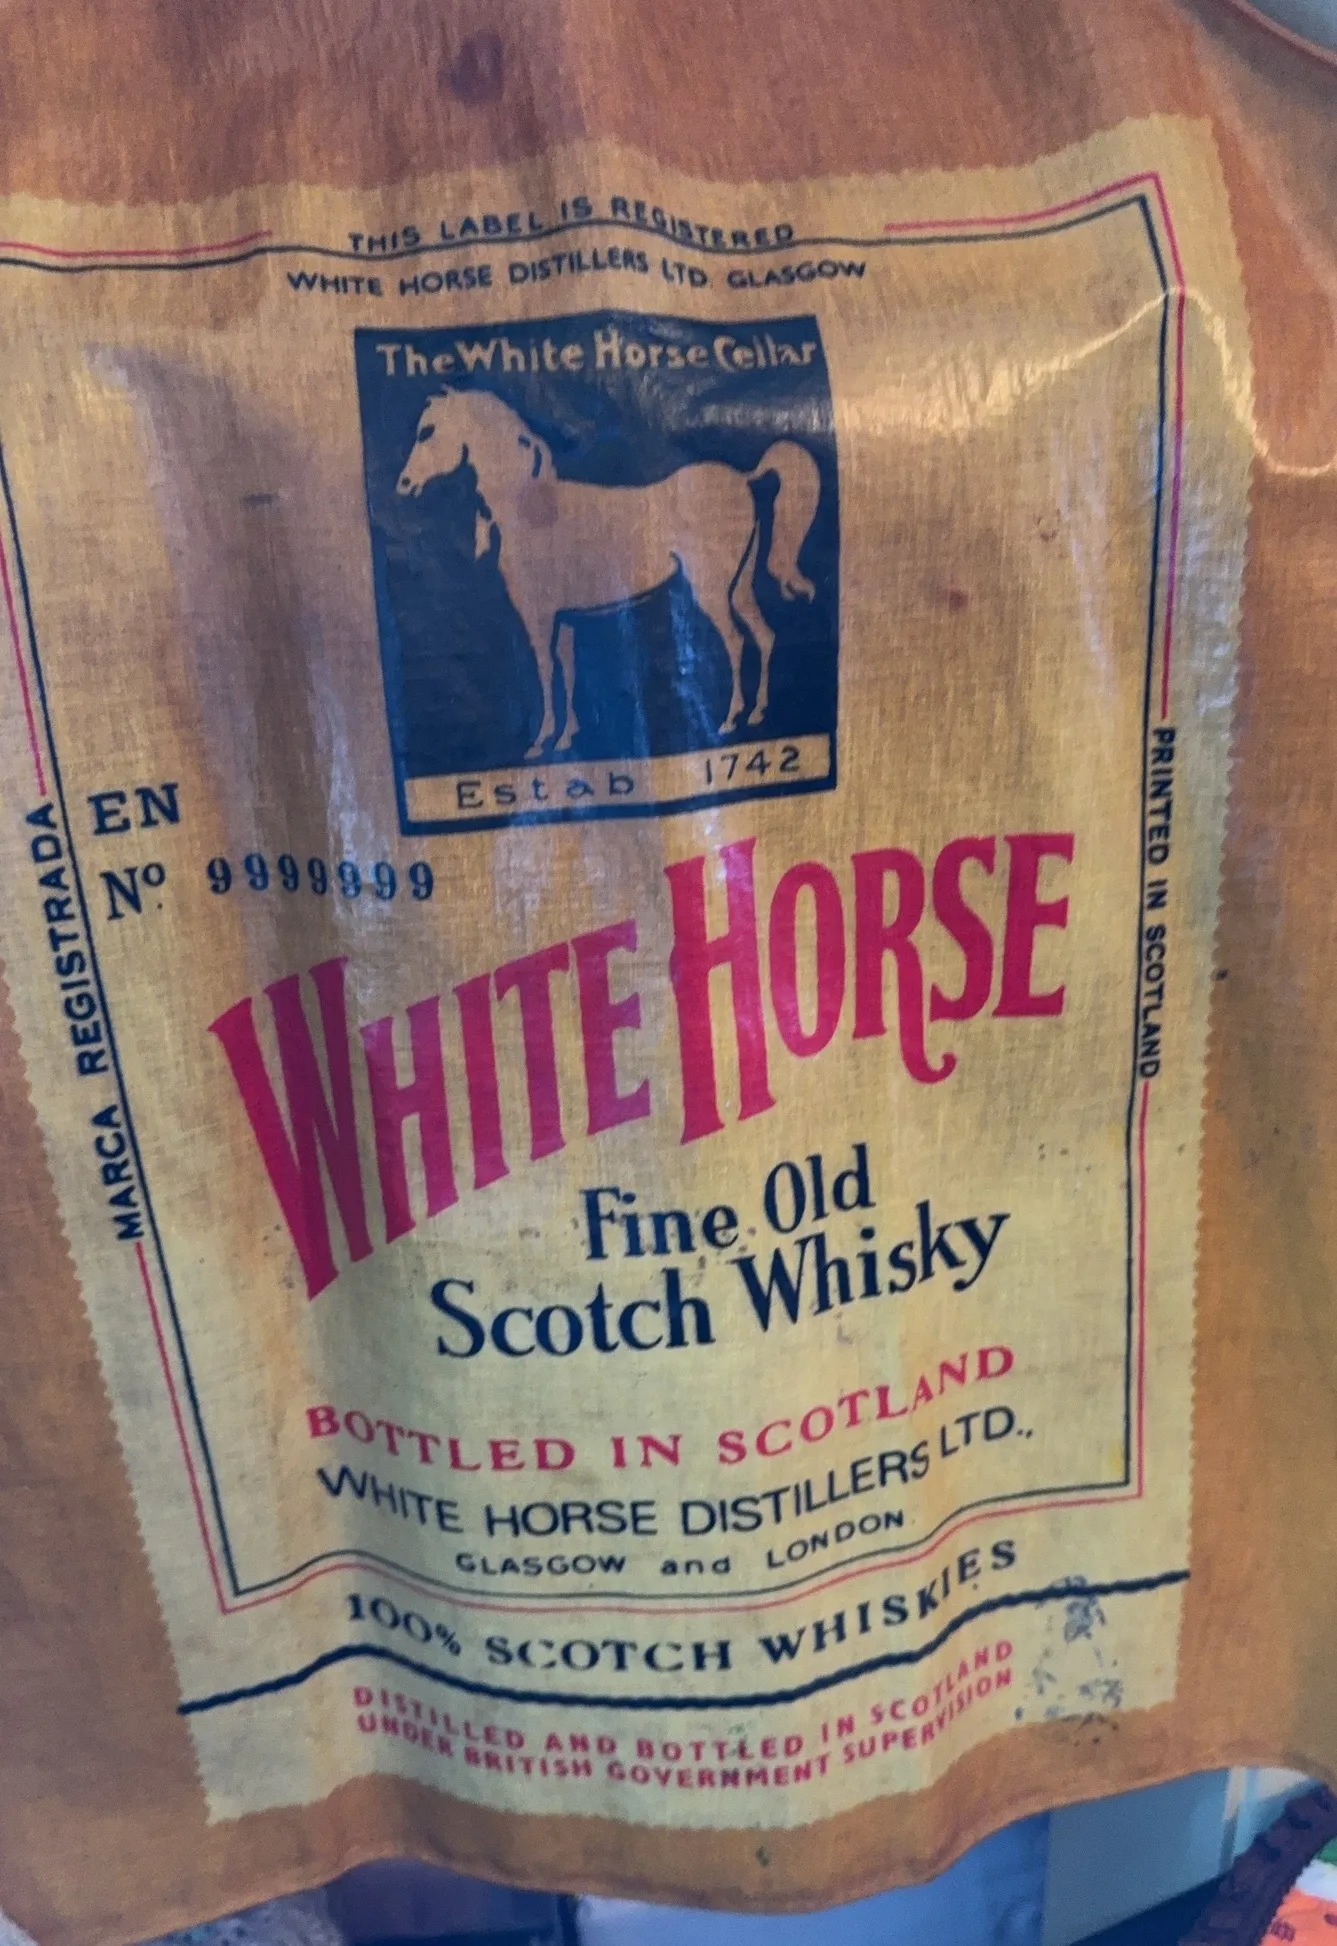 THIS LABEL IS REGISTERED
WHITE HORSE DISTILLERS LTD. GLASGOW
The White Horse Cellar
Estab 1742
EN
Nº 9999999
MARCA REGISTRADA
PRINTED IN SCOTLAND
WHITE HORSE
Fine Old
Scotch Whisky
BOTTLED IN SCOTLAND
WHITE HORSE DISTILLERS LTD.,
GLASGOW and LONDON
100% SCOTCH WHISKIES
DISTILLED AND BOTTLED IN SCOTLAND
UNDER BRITISH GOVERNMENT SUPERVISION